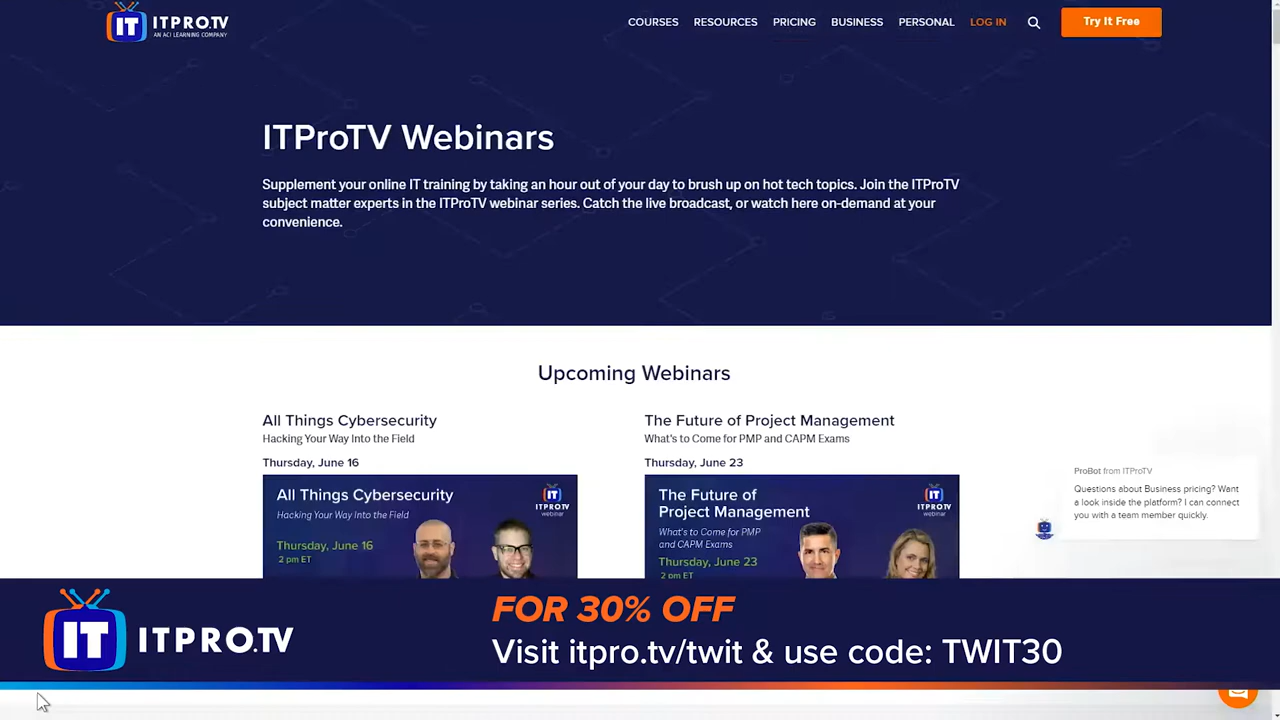 IT ITPRO.TV
AN ACI LEARNING COMPANY
COURSES RESOURCES PRICING BUSINESS PERSONAL LOG IN Try It Free
ITProTV Webinars
Supplement your online IT training by taking an hour out of your day to brush up on hot tech topics. Join the ITProTV
subject matter experts in the ITProTV webinar series. Catch the live broadcast, or watch here on-demand at your
convenience.
Upcoming Webinars
All Things Cybersecurity
Hacking Your Way Into the Field
Thursday, June 16
All Things Cybersecurity
Hacking Your Way Into the Field
Thursday, June 16
2 pm ET
IT
ITPRO.TV
webinar
The Future of Project Management
What's to Come for PMP and CAPM Exams
Thursday, June 23
The Future of
Project Management
What's to Come for PMP
and CAPM Exams
Thursday, June 23
2 pm ET
IT
ITPRO.TV
webinar
ProBot from ITProTV
Questions about Business pricing? Want
a look inside the platform? I can connect
you with a team member quickly.
IT ITPRO.TV
FOR 30% OFF
Visit itpro.tv/twit & use code: TWIT30